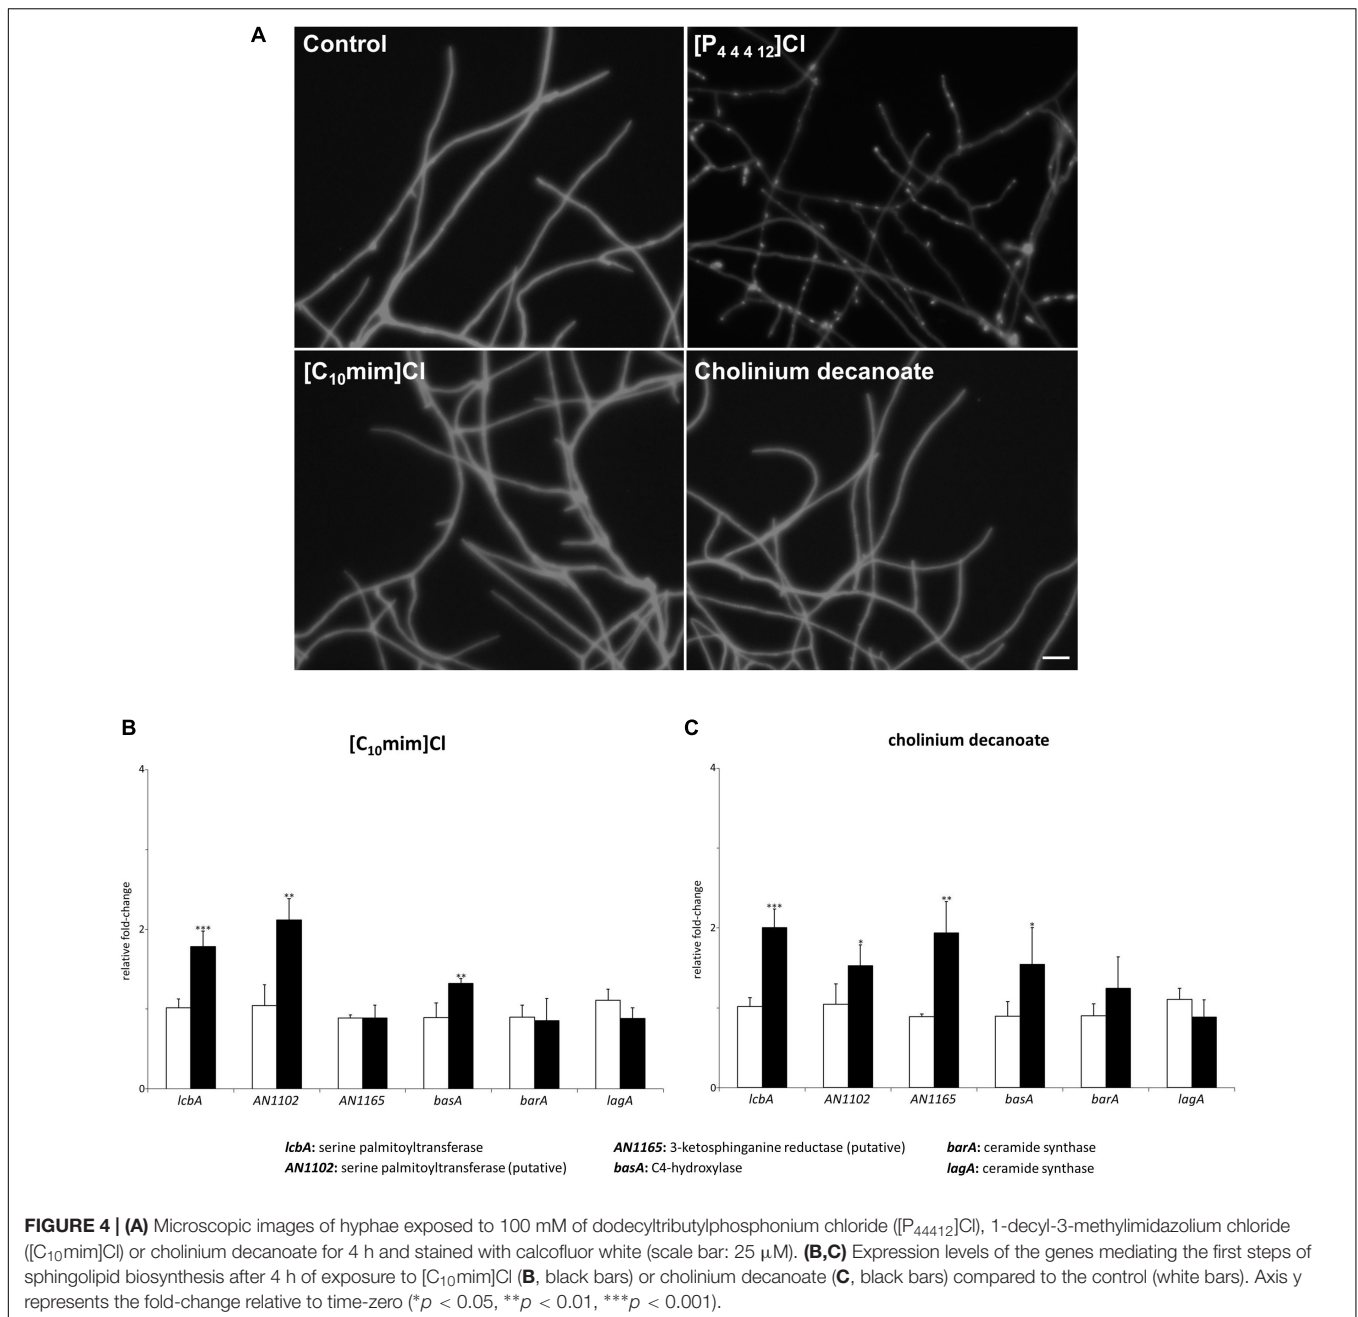 A
Control
[P4 4 4 12]Cl
[C10mim]Cl
Cholinium decanoate
B
[C10mim]Cl
4
2
0
relative fold-change
***
**
**
lcbA AN1102 AN1165 basA barA lagA
C
cholinium decanoate
4
2
0
relative fold-change
***
*
**
*
lcbA AN1102 AN1165 basA barA lagA
lcbA: serine palmitoyltransferase AN1165: 3-ketosphinganine reductase (putative) barA: ceramide synthase
AN1102: serine palmitoyltransferase (putative) basA: C4-hydroxylase lagA: ceramide synthase
FIGURE 4 | (A) Microscopic images of hyphae exposed to 100 mM of dodecyltributylphosphonium chloride ([P44412]Cl), 1-decyl-3-methylimidazolium chloride
([C10mim]Cl) or cholinium decanoate for 4 h and stained with calcofluor white (scale bar: 25 μM). (B,C) Expression levels of the genes mediating the first steps of
sphingolipid biosynthesis after 4 h of exposure to [C10mim]Cl (B, black bars) or cholinium decanoate (C, black bars) compared to the control (white bars). Axis y
represents the fold-change relative to time-zero (*p < 0.05, **p < 0.01, ***p < 0.001).